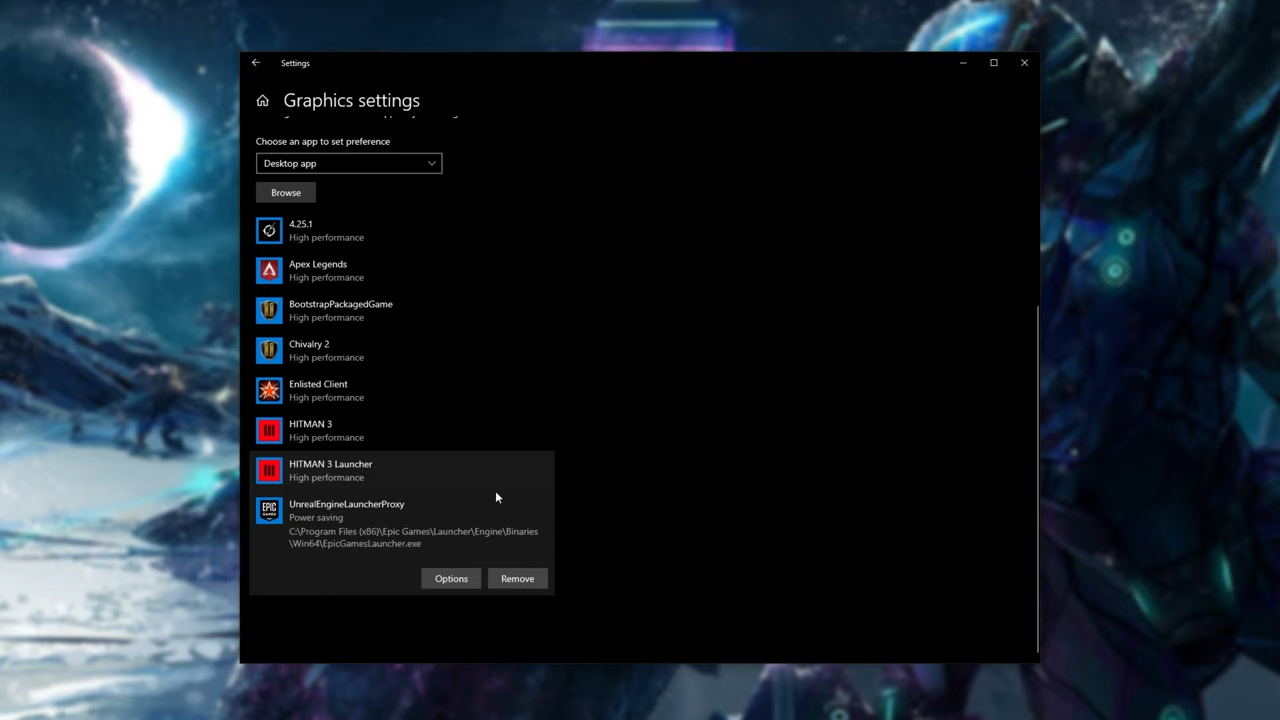 Settings
Graphics settings
Choose an app to set preference
Desktop app
Browse
4.25.1
High performance
Apex Legends
High performance
BootstrapPackagedGame
High performance
Chivalry 2
High performance
Enlisted Client
High performance
HITMAN 3
High performance
HITMAN 3 Launcher
High performance
EPIC
GAMES
UnrealEngineLauncherProxy
Power saving
C:\Program Files (x86)\Epic Games\Launcher\Engine\Binaries
\Win64\EpicGamesLauncher.exe
Options
Remove